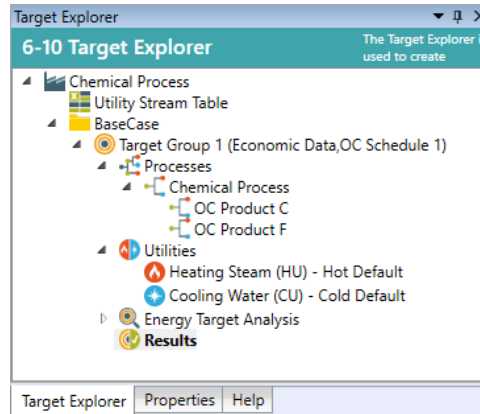 Target Explorer
6-10 Target Explorer
The Target Explorer i
used to create
Chemical Process
Utility Stream Table
BaseCase
Target Group 1 (Economic Data,OC Schedule 1)
Processes
Chemical Process
OC Product C
OC Product F
Utilities
Heating Steam (HU) - Hot Default
Cooling Water (CU) - Cold Default
Energy Target Analysis
Results
Target Explorer Properties Help